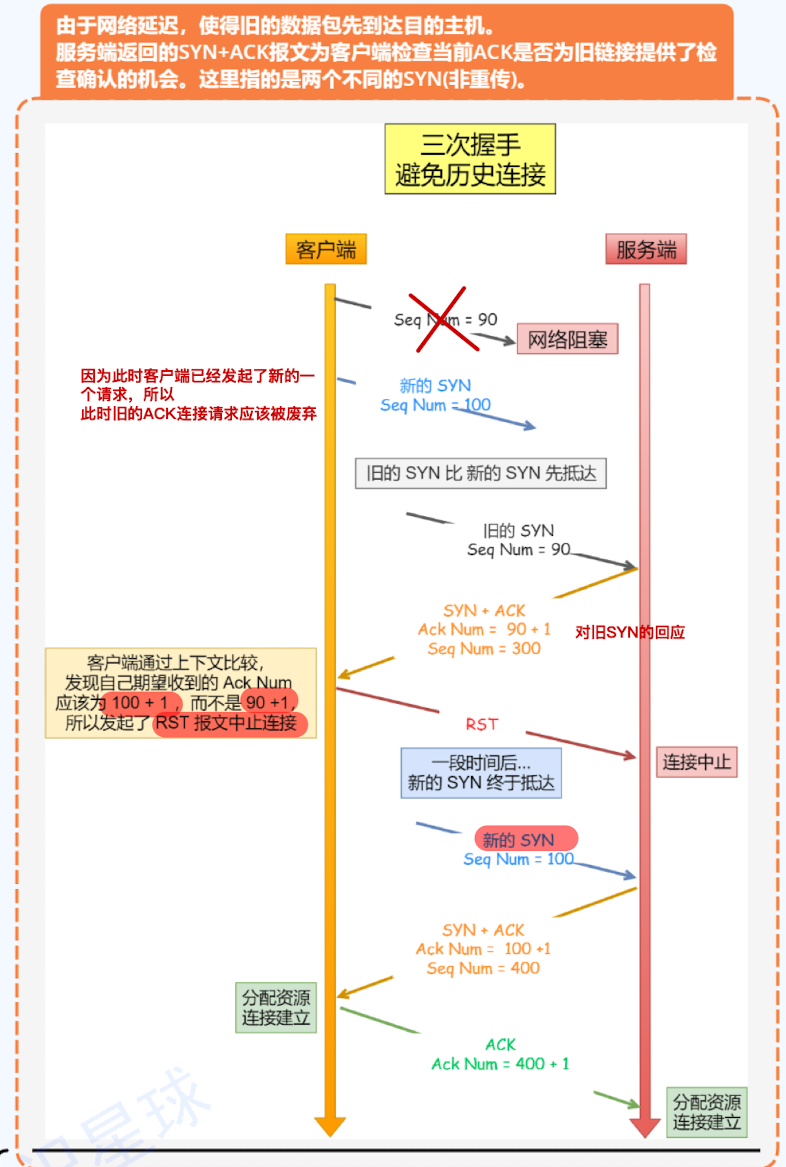 由于网络延迟，使得旧的数据包先到达目的主机。
服务端返回的SYN+ACK报文为客户端检查当前ACK是否为旧链接提供了检
查确认的机会。这里指的是两个不同的SYN(非重传)。
三次握手
避免历史连接
客户端
服务端
Seq Num = 90
网络阻塞
因为此时客户端已经发起了新的一
个请求，所以
此时旧的ACK连接请求应该被废弃
新的 SYN
Seq Num = 100
旧的 SYN 比 新的 SYN 先抵达
旧的 SYN
Seq Num = 90
SYN + ACK
Ack Num = 90 + 1
Seq Num = 300
对旧SYN的回应
客户端通过上下文比较，
发现自己期望收到的 Ack Num
应该为 100 + 1 ，而不是 90 +1，
所以发起了 RST 报文中止连接
RST
连接中止
一段时间后...
新的 SYN 终于抵达
新的 SYN
Seq Num = 100
SYN + ACK
Ack Num = 100 +1
Seq Num = 400
分配资源
连接建立
ACK
Ack Num = 400 + 1
分配资源
连接建立
识星球